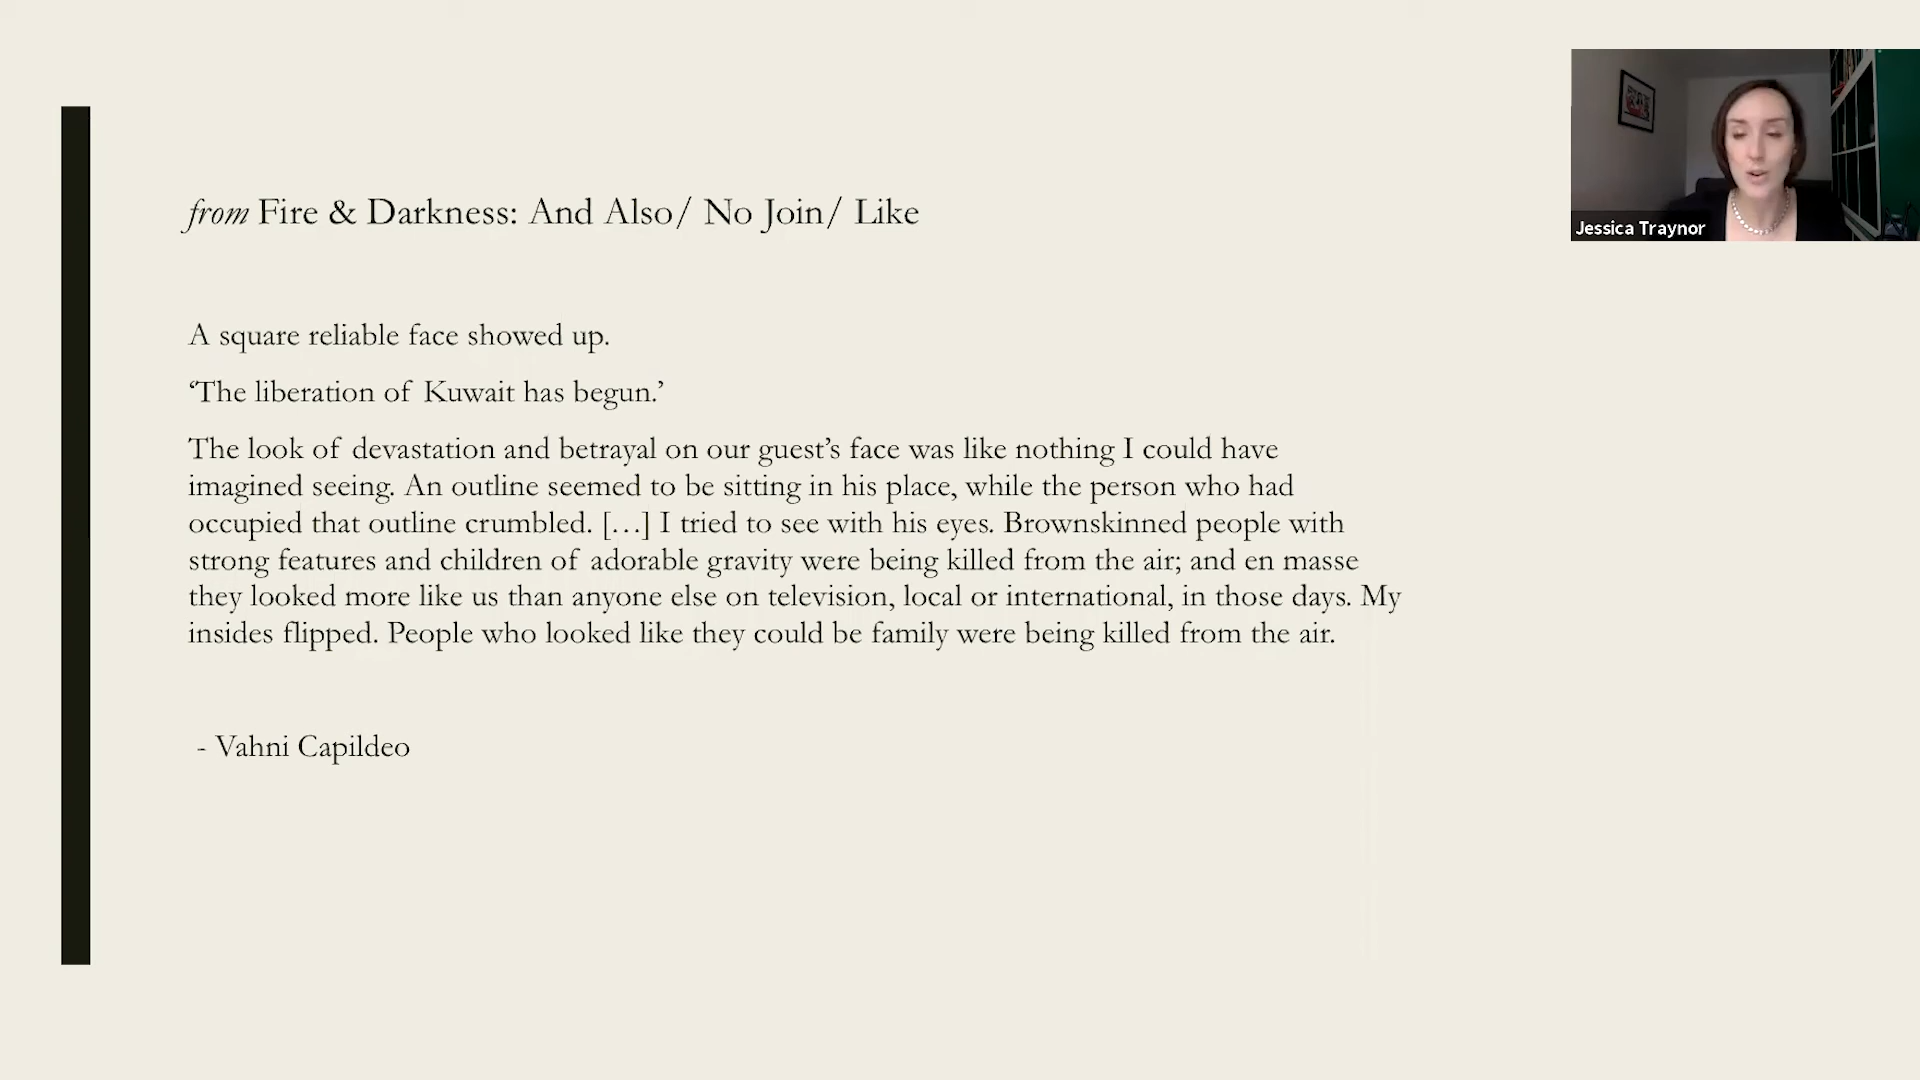 from Fire & Darkness: And Also/ No Join/ Like
Jessica Traynor
A square reliable face showed up.
‘The liberation of Kuwait has begun.’
The look of devastation and betrayal on our guest’s face was like nothing I could have
imagined seeing. An outline seemed to be sitting in his place, while the person who had
occupied that outline crumbled. […] I tried to see with his eyes. Brownskinned people with
strong features and children of adorable gravity were being killed from the air; and en masse
they looked more like us than anyone else on television, local or international, in those days. My
insides flipped. People who looked like they could be family were being killed from the air.
- Vahni Capildeo